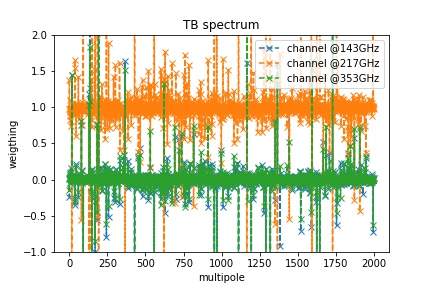 TB spectrum
channel @143GHz
channel @217GHz
channel @353GHz
weigthing
2.0
1.5
1.0
0.5
0.0
−0.5
−1.0
0 250 500 750 1000 1250 1500 1750 2000
multipole